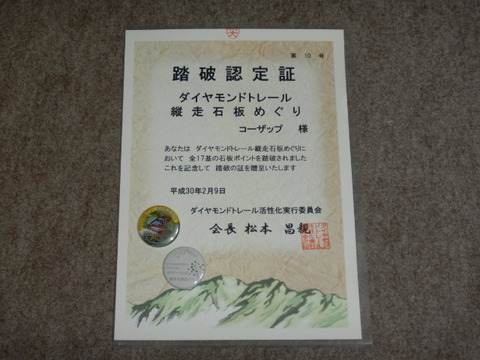 第 10 号
踏破認定証
ダイヤモンドトレール
縦走石板めぐり
コーザップ 様
あなたは ダイヤモンドトレール縦走石板めぐりに
おいて 全17基の石板ポイントを踏破されました
これを記念して 踏破の証を贈呈いたします
平成30年2月9日
ダイヤモンドトレール活性化実行委員会
会長 松本 昌親